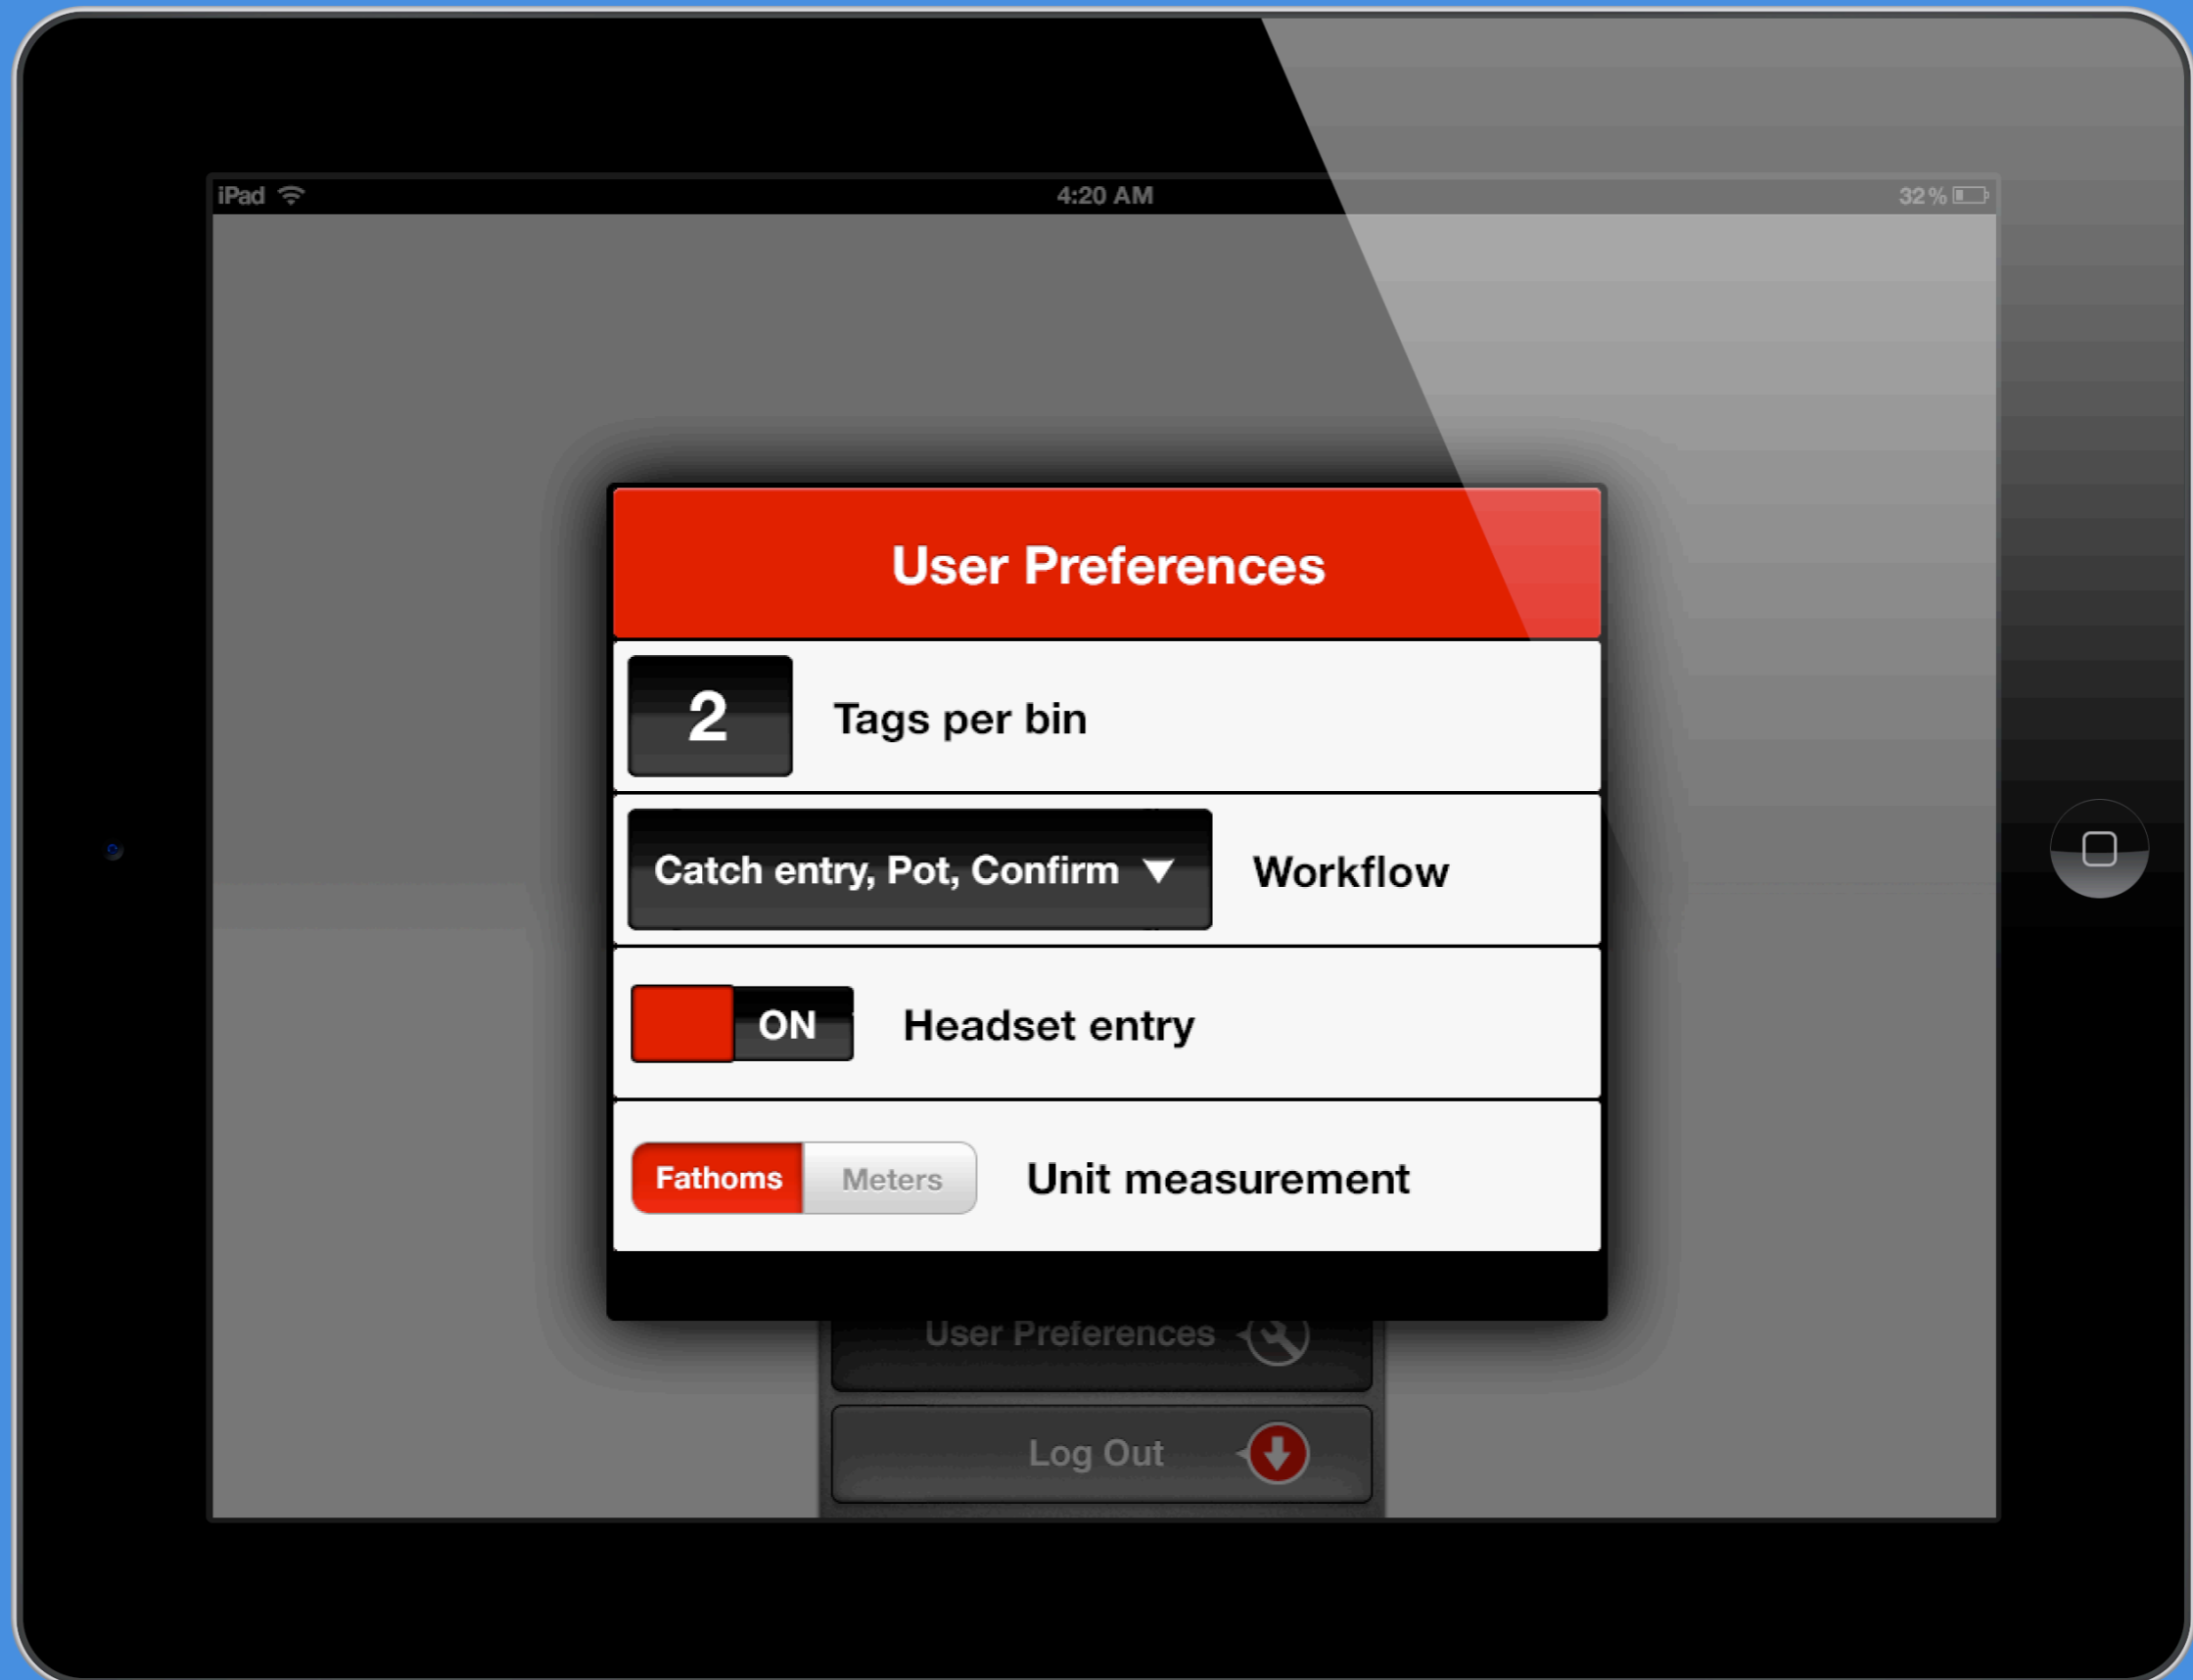 iPad 4:20 AM 32%
User Preferences
2 Tags per bin
Catch entry, Pot, Confirm Workflow
ON Headset entry
Fathoms Meters Unit measurement
User Preferences
Log Out